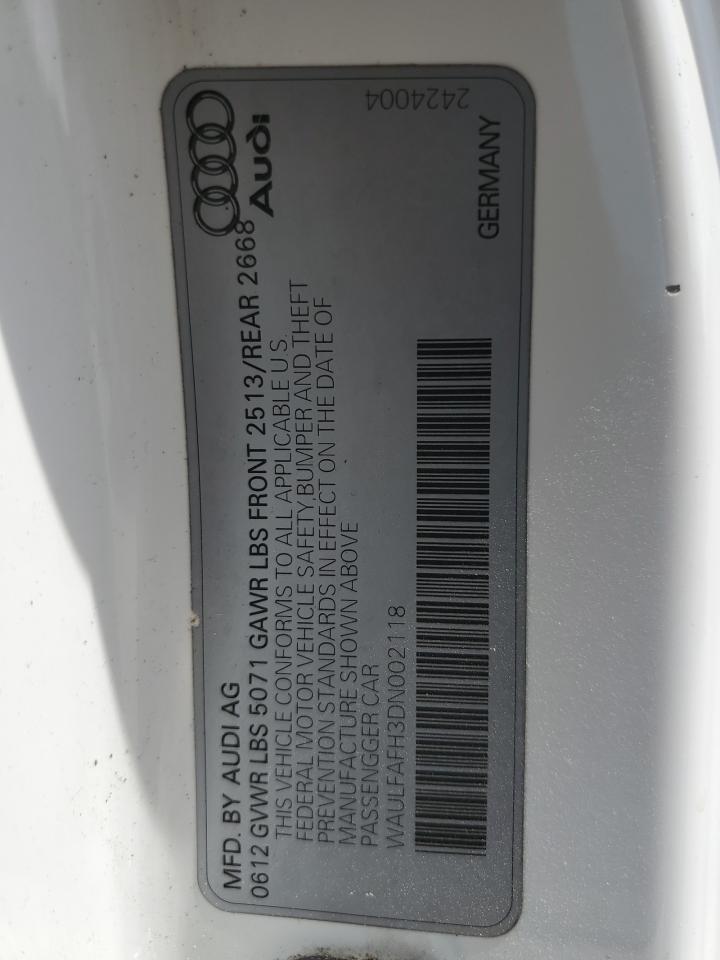 MFD. BY AUDI AG
Audi
0612 GVWR LBS 5071 GAWR LBS FRONT 2513/REAR 2668
THIS VEHICLE CONFORMS TO ALL APPLICABLE U.S.
FEDERAL MOTOR VEHICLE SAFETY,BUMPER AND THEFT
PREVENTION STANDARDS IN EFFECT ON THE DATE OF
MANUFACTURE SHOWN ABOVE
PASSENGGER CAR
WAULFAFH3DN002118
GERMANY
2424004